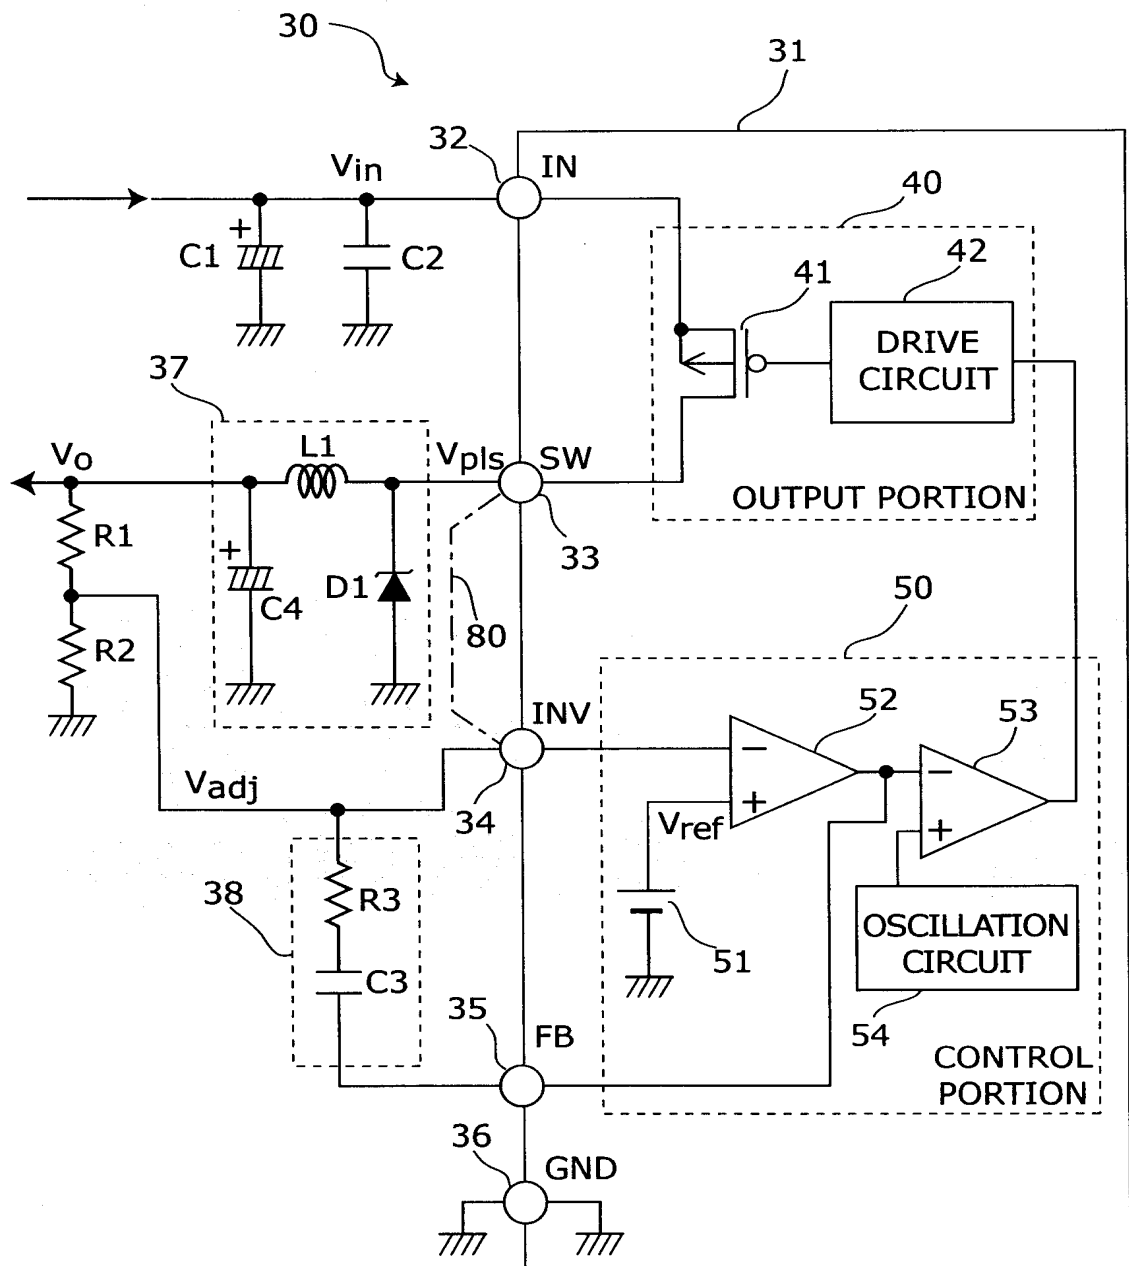 30
31
32
IN
Vin
40
+
C1
C2
41
42
DRIVE
CIRCUIT
37
L1
Vo
Vpls
SW
OUTPUT PORTION
R1
33
+
C4
D1
80
50
R2
INV
52
53
−
−
Vadj
34
Vref
+
+
38
R3
OSCILLATION
CIRCUIT
51
C3
54
35
FB
CONTROL
PORTION
36
GND